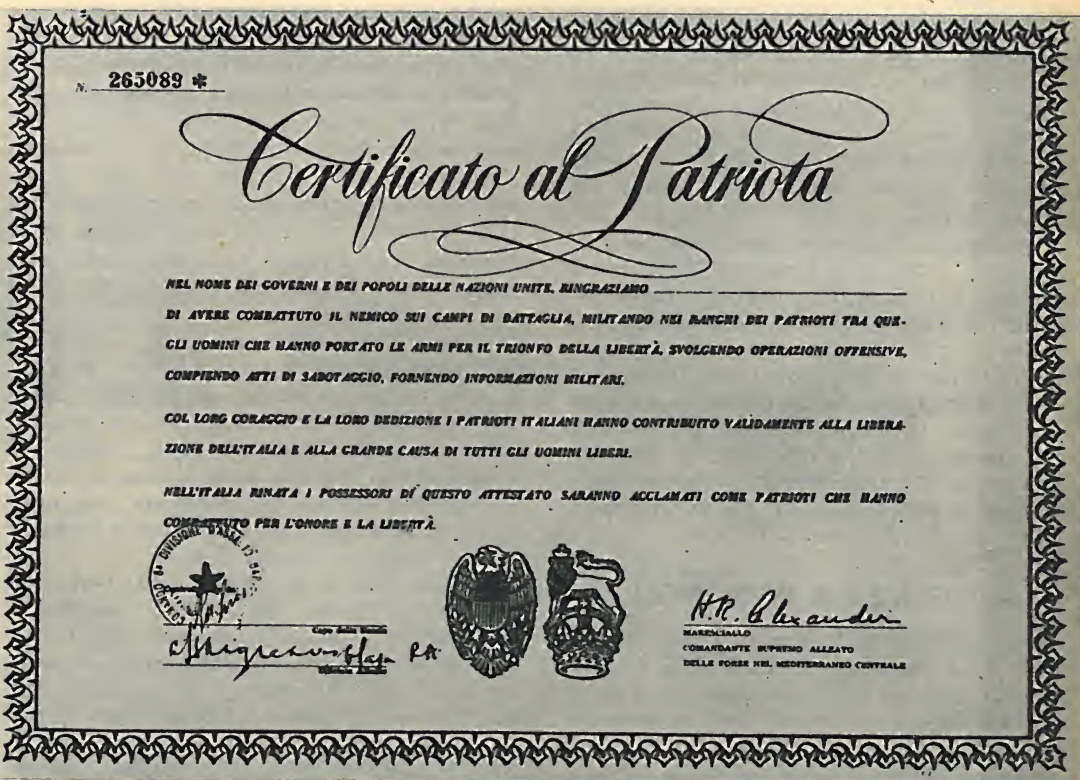 N. 265089 *
Certificato al Patriota
NEL NOME DEI GOVERNI E DEI POPOLI DELLE NAZIONI UNITE, RINGRAZIAMO
DI AVERE COMBATTUTO IL NEMICO SUI CAMPI DI BATTAGLIA, MILITANDO NEI RANGHI DEI PATRIOTI TRA QUE-
GLI UOMINI CHE HANNO PORTATO LE ARMI PER IL TRIONFO DELLA LIBERTÀ, SVOLGENDO OPERAZIONI OFFENSIVE,
COMPIENDO ATTI DI SABOTAGGIO, FORNENDO INFORMAZIONI MILITARI.
COL LORO CORAGGIO E LA LORO DEDIZIONE I PATRIOTI ITALIANI HANNO CONTRIBUITO VALIDAMENTE ALLA LIBERA-
ZIONE DELL'ITALIA E ALLA GRANDE CAUSA DI TUTTI GLI UOMINI LIBERI.
NELL'ITALIA RINATA I POSSESSORI DI QUESTO ATTESTATO SARANNO ACCLAMATI COME PATRIOTI CHE HANNO
COMBATTUTO PER L'ONORE E LA LIBERTÀ.
DIVISIONE D'ASS
Capo della Banda
RA
H.R. Alexander
MARESCIALLO
COMANDANTE SUPREMO ALLEATO
DELLE FORZE NEL MEDITERRANEO CENTRALE